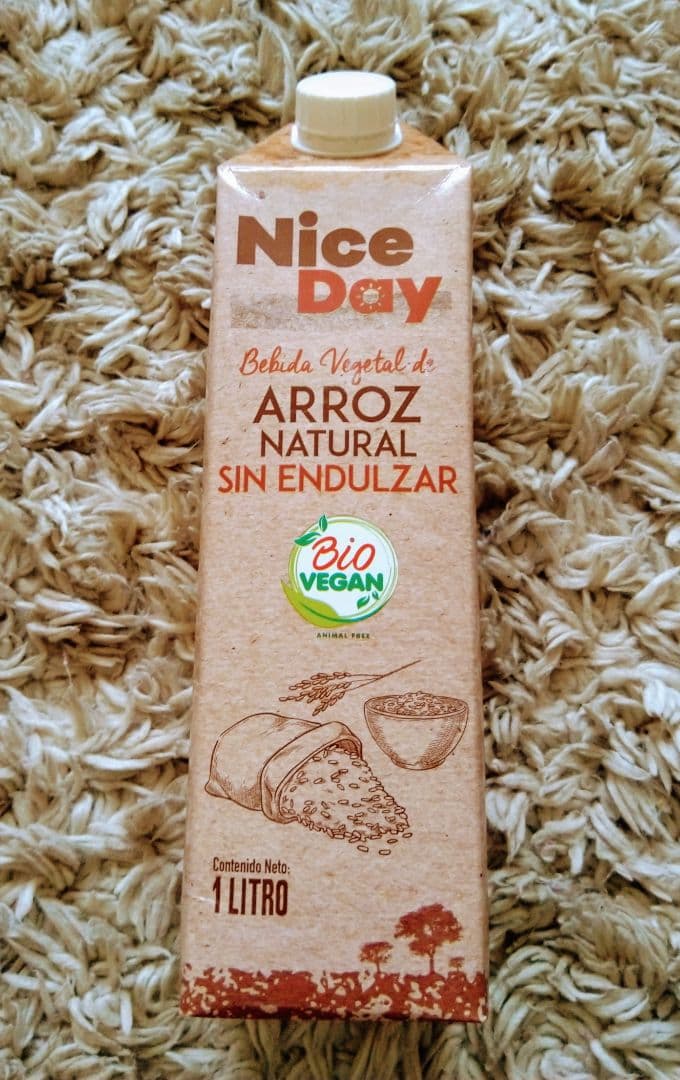 Nice
Day
Bebida Vegetal de
ARROZ
NATURAL
SIN ENDULZAR
Bio
VEGAN
ANIMAL FREE
Contenido Neto:
1 LITRO